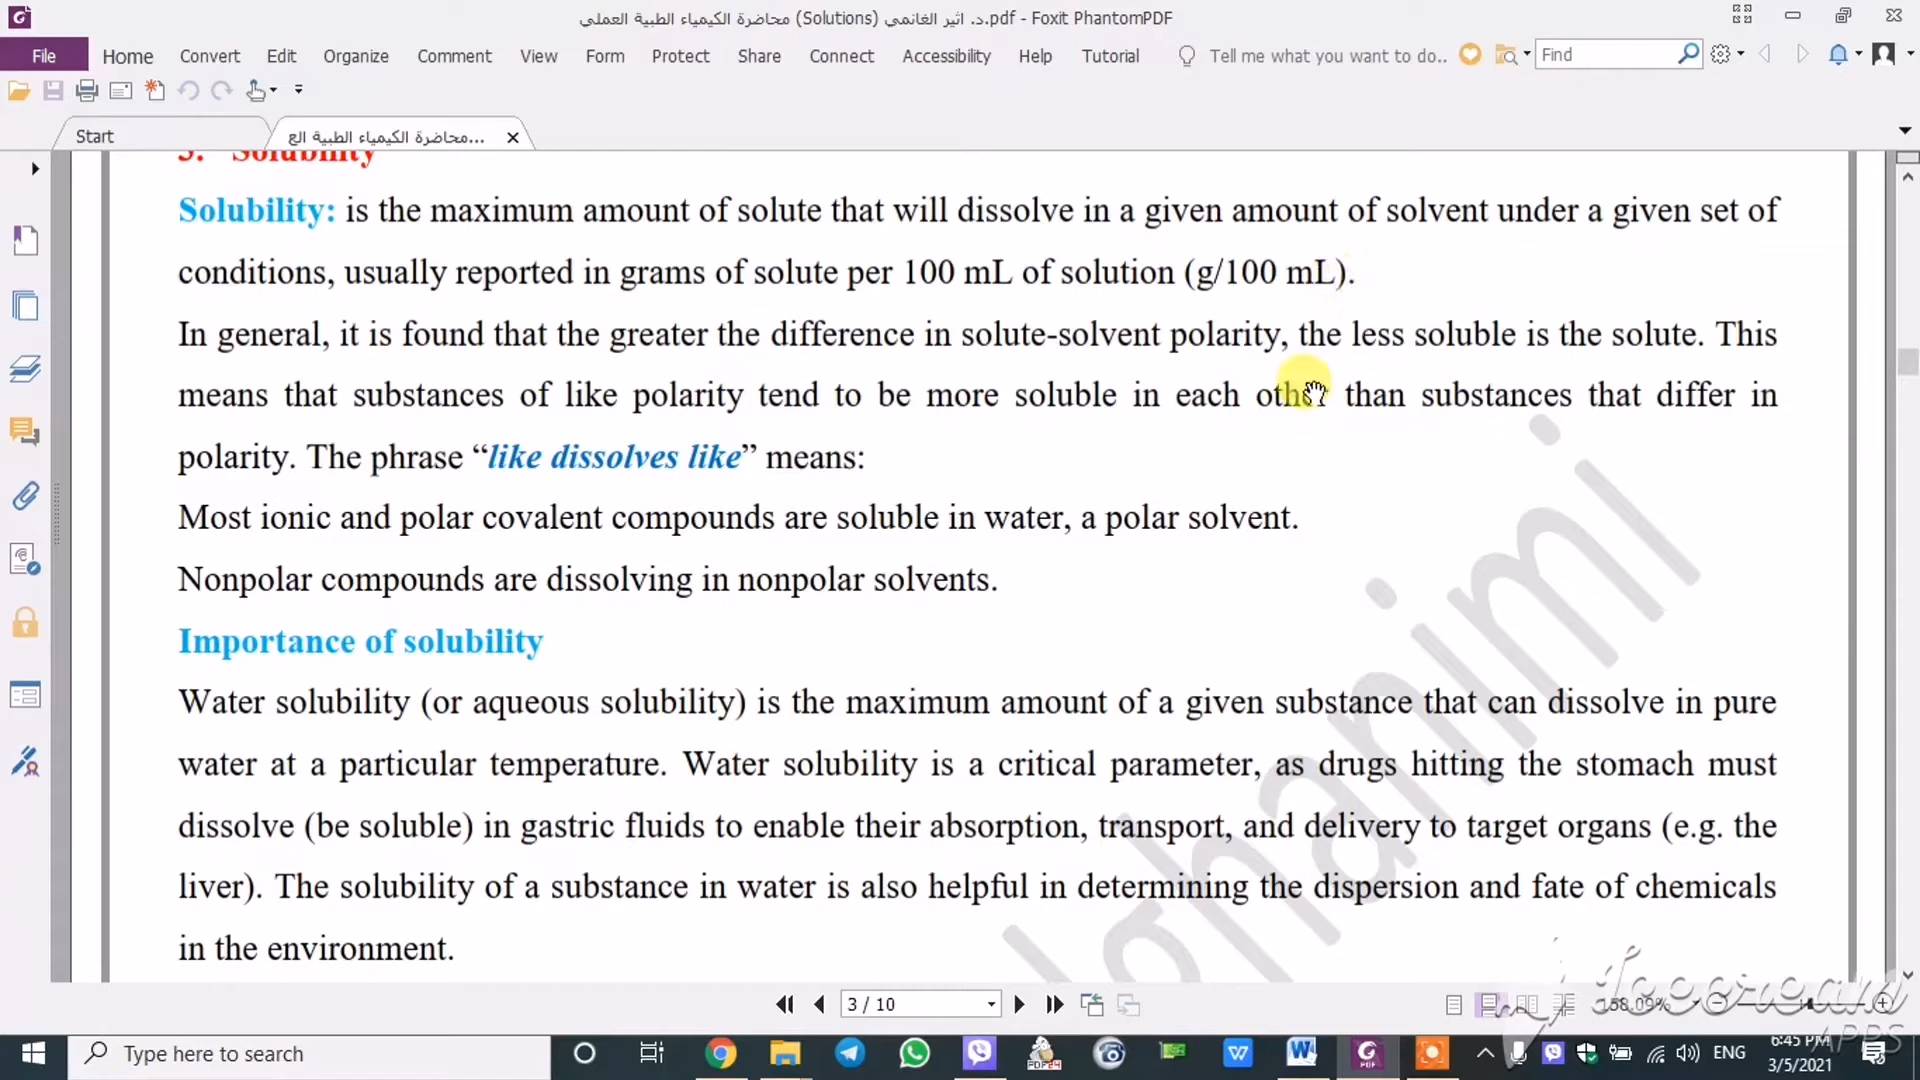 محاضرة الكيمياء الطبية العملي (Solutions) د. اثير الغانمي.pdf - Foxit PhantomPDF
File Home Convert Edit Organize Comment View Form Protect Share Connect Accessibility Help Tutorial Tell me what you want to do.. Find
Start محاضرة الكيمياء الطبية الع...
3. Solubility
Solubility: is the maximum amount of solute that will dissolve in a given amount of solvent under a given set of
conditions, usually reported in grams of solute per 100 mL of solution (g/100 mL).
In general, it is found that the greater the difference in solute-solvent polarity, the less soluble is the solute. This
means that substances of like polarity tend to be more soluble in each other than substances that differ in
polarity. The phrase “like dissolves like” means:
Most ionic and polar covalent compounds are soluble in water, a polar solvent.
Nonpolar compounds are dissolving in nonpolar solvents.
Importance of solubility
Water solubility (or aqueous solubility) is the maximum amount of a given substance that can dissolve in pure
water at a particular temperature. Water solubility is a critical parameter, as drugs hitting the stomach must
dissolve (be soluble) in gastric fluids to enable their absorption, transport, and delivery to target organs (e.g. the
liver). The solubility of a substance in water is also helpful in determining the dispersion and fate of chemicals
in the environment.
3 / 10
158.09%
APPS
Type here to search
ENG
6:45 PM
3/5/2021